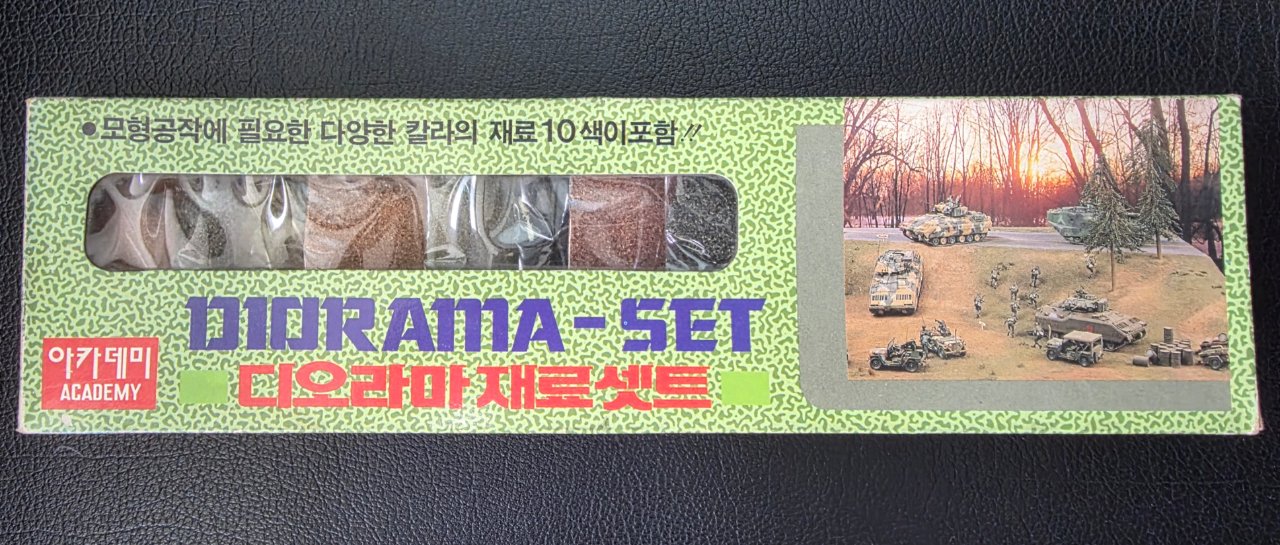 ●모형공작에 필요한 다양한 칼라의 재료10색이포함!!
DIORAMA-SET
디오라마재료셋트
아카데미
ACADEMY